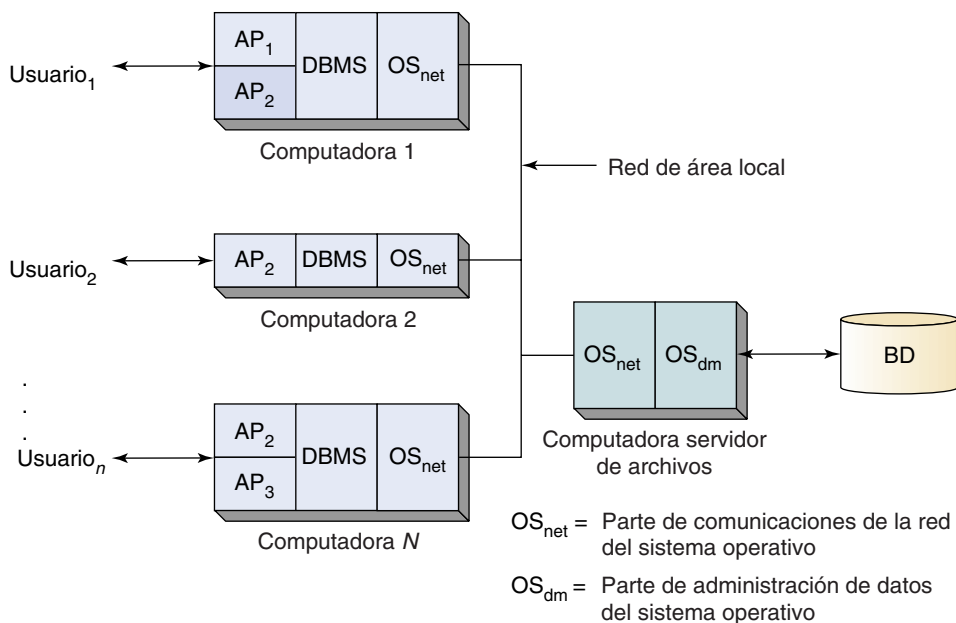 Usuario1
AP1
AP2
DBMS
OSnet
Computadora 1
Red de área local
Usuario2
AP2
DBMS
OSnet
Computadora 2
OSnet
OSdm
BD
Computadora servidor
de archivos
.
.
.
Usuarion
AP2
AP3
DBMS
OSnet
Computadora N
OSnet = Parte de comunicaciones de la red
del sistema operativo
OSdm = Parte de administración de datos
del sistema operativo